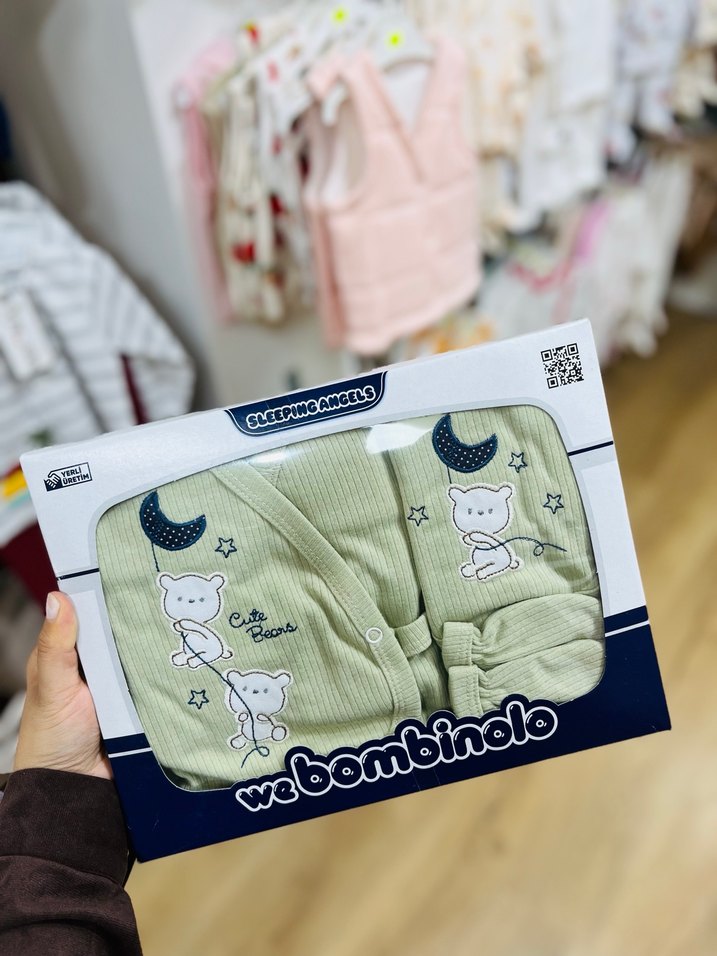 SLEEPING ANGELS
YERLİ
ÜRETİM
Cute
Bears
we bombinolo